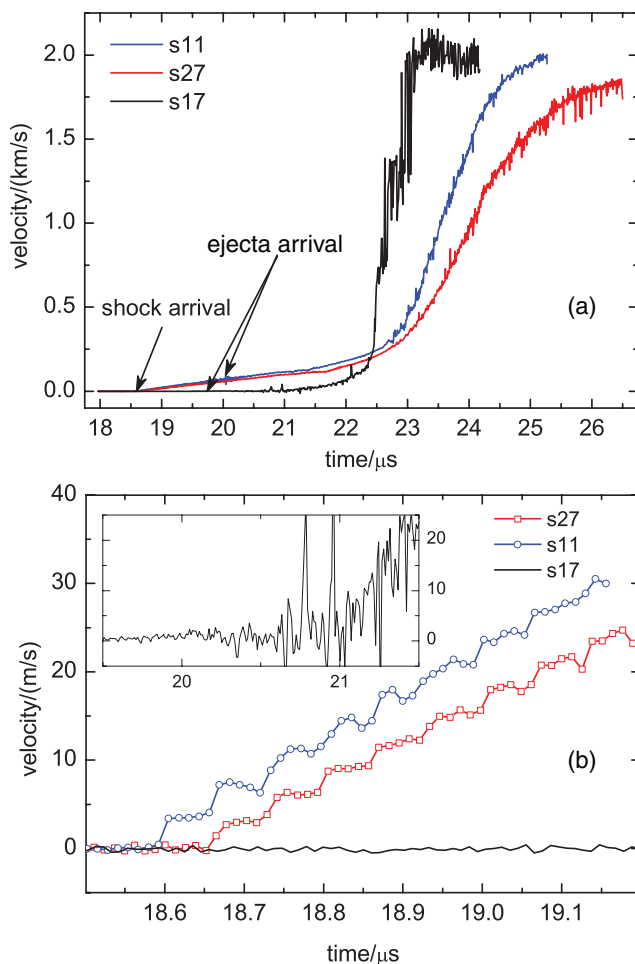 s11
s27
s17
2.0
1.5
1.0
0.5
0.0
velocity/(km/s)
ejecta arrival
shock arrival
(a)
18 19 20 21 22 23 24 25 26
time/μs
40
30
20
10
0
velocity/(m/s)
20
10
0
20 21
s27
s11
s17
(b)
18.6 18.7 18.8 18.9 19.0 19.1
time/μs